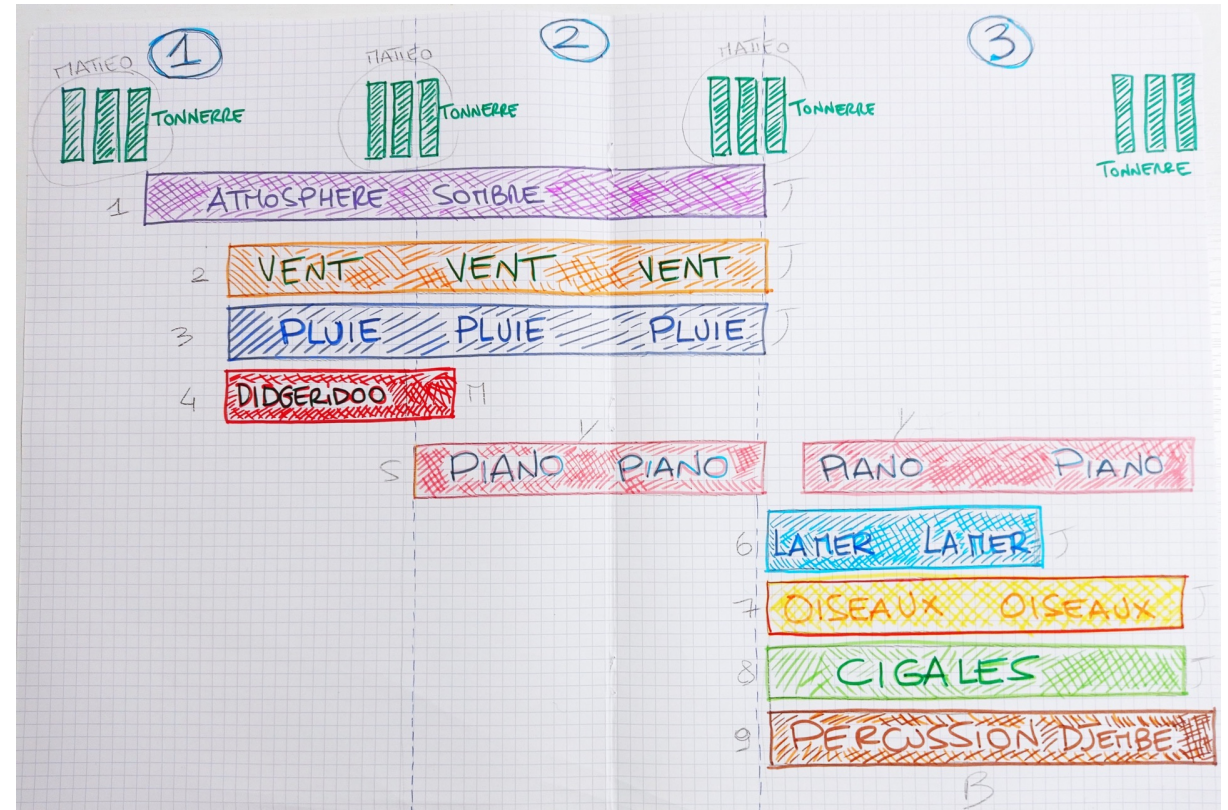 1 2 3
MATTEO MATTEO MATTEO
TONNERRE TONNERRE TONNERRE TONNERRE
1 ATMOSPHERE SOMBRE J
2 VENT VENT VENT J
3 PLUIE PLUIE PLUIE J
4 DIDGERIDOO M
Y Y
5 PIANO PIANO PIANO PIANO
6 LA MER LA MER J
7 OISEAUX OISEAUX J
8 CIGALES J
9 PERCUSSION DJEMBE
B